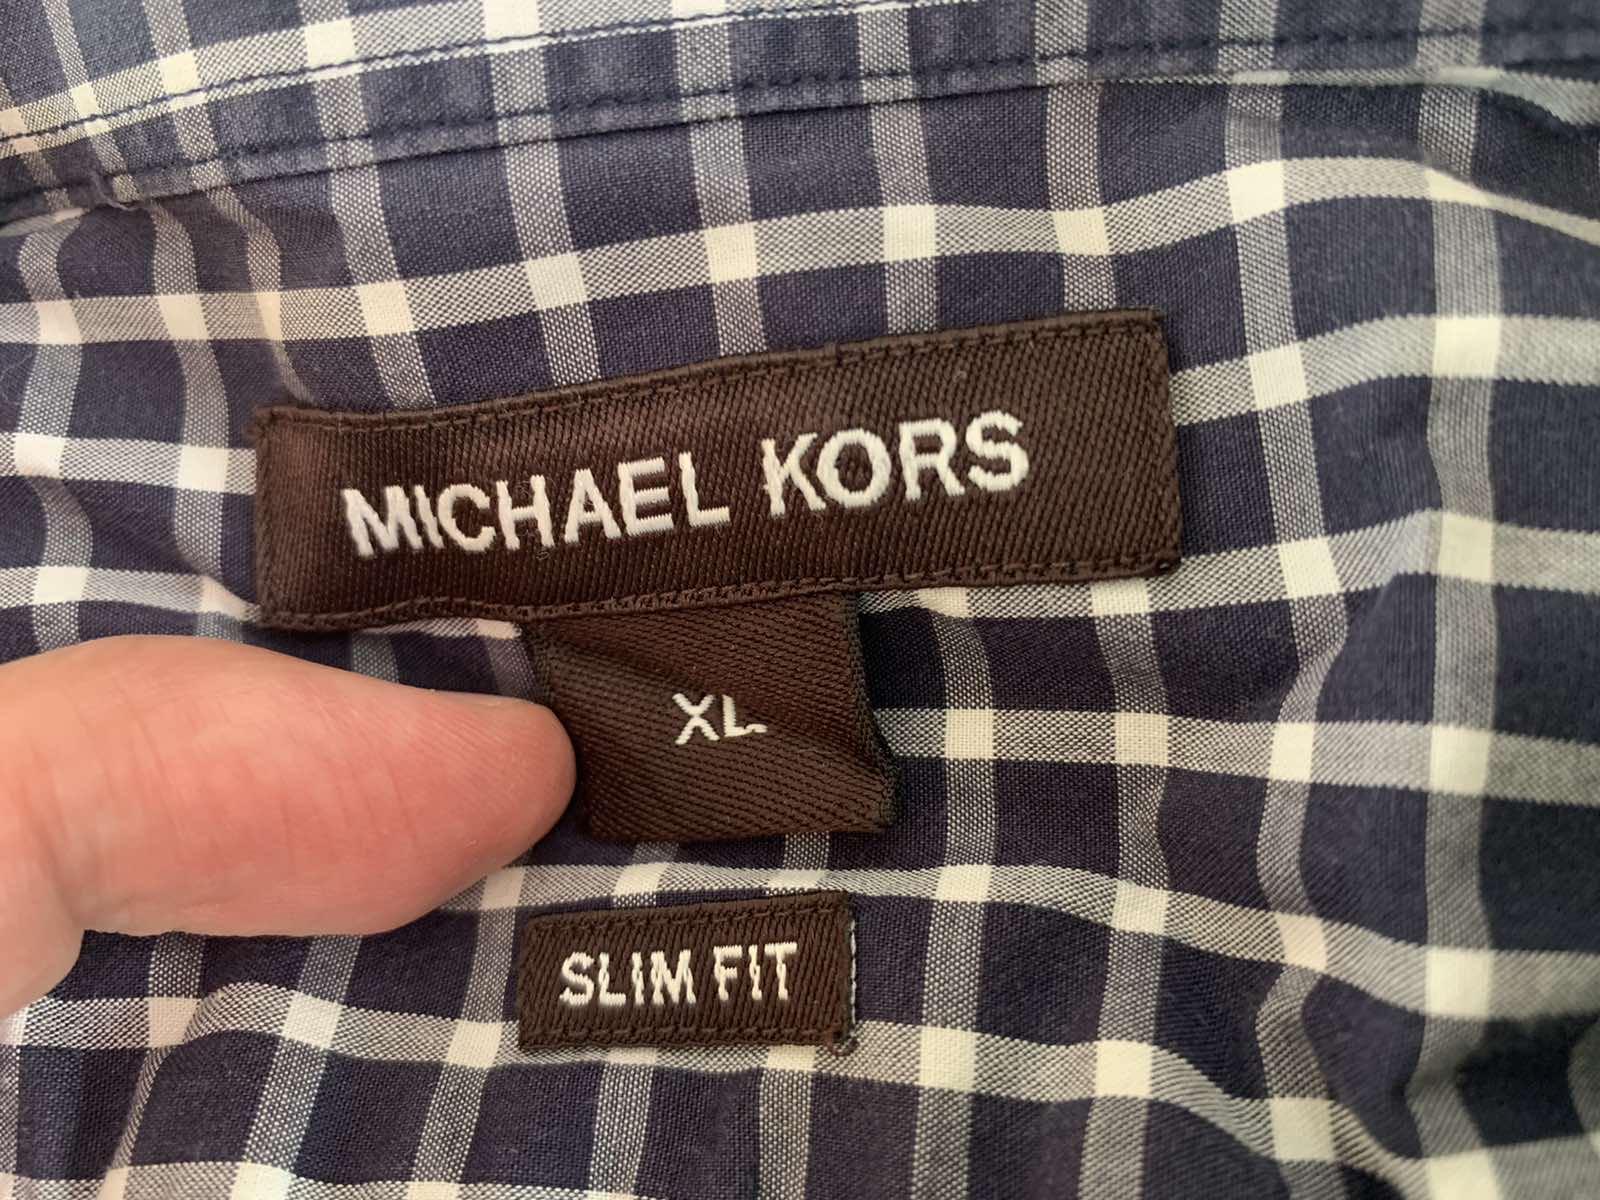 MICHAEL KORS
XL
SLIM FIT